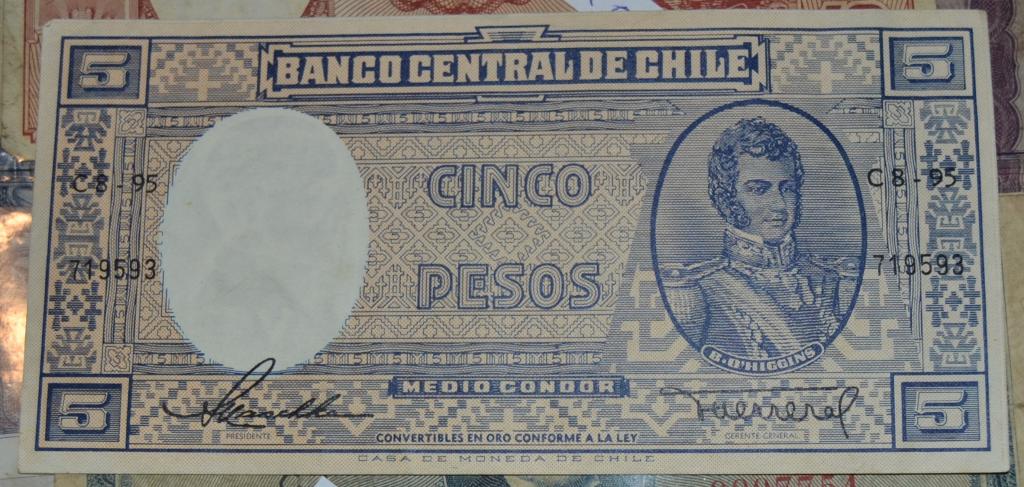 5 BANCO CENTRAL DE CHILE 5
C 8 - 95 C 8 - 95
CINCO
719593 719593
PESOS
B. O'HIGGINS
MEDIO CONDOR
PRESIDENTE GERENTE GENERAL
CONVERTIBLES EN ORO CONFORME A LA LEY
5 5
CASA DE MONEDA DE CHILE